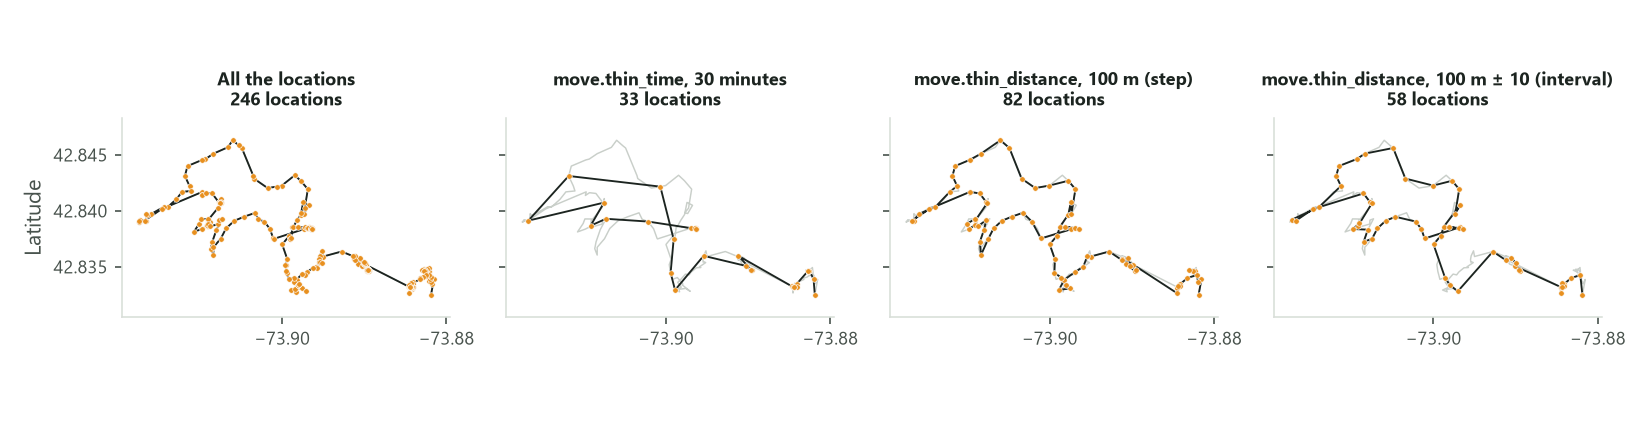 All the locations
246 locations
move.thin_time, 30 minutes
33 locations
move.thin_distance, 100 m (step)
82 locations
move.thin_distance, 100 m ± 10 (interval)
58 locations
Latitude
42.845
42.840
42.835
−73.90
−73.88
−73.90
−73.88
−73.90
−73.88
−73.90
−73.88